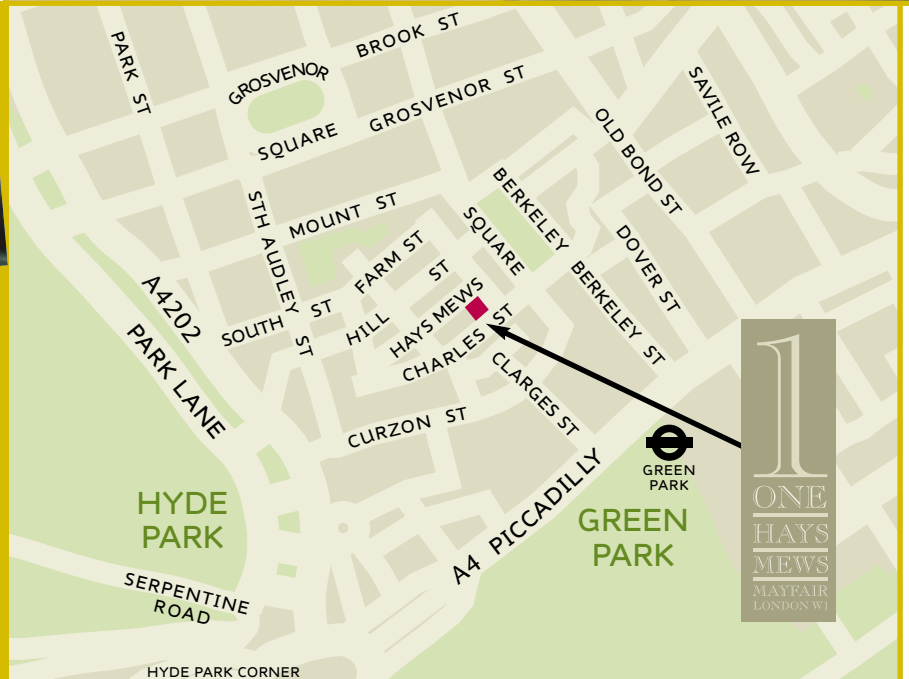 PARK ST
BROOK ST
GROSVENOR
SQUARE
GROSVENOR ST
SAVILE ROW
OLD BOND ST
BERKELEY
SQUARE
STH AUDLEY ST
MOUNT ST
FARM ST
DOVER ST
BERKELEY ST
A4202
PARK LANE
SOUTH ST
HILL ST
HAYS MEWS
CHARLES ST
CLARGES ST
CURZON ST
A4 PICCADILLY
GREEN
PARK
HYDE
PARK
GREEN
PARK
SERPENTINE
ROAD
HYDE PARK CORNER
1
ONE
HAYS
MEWS
MAYFAIR
LONDON W1